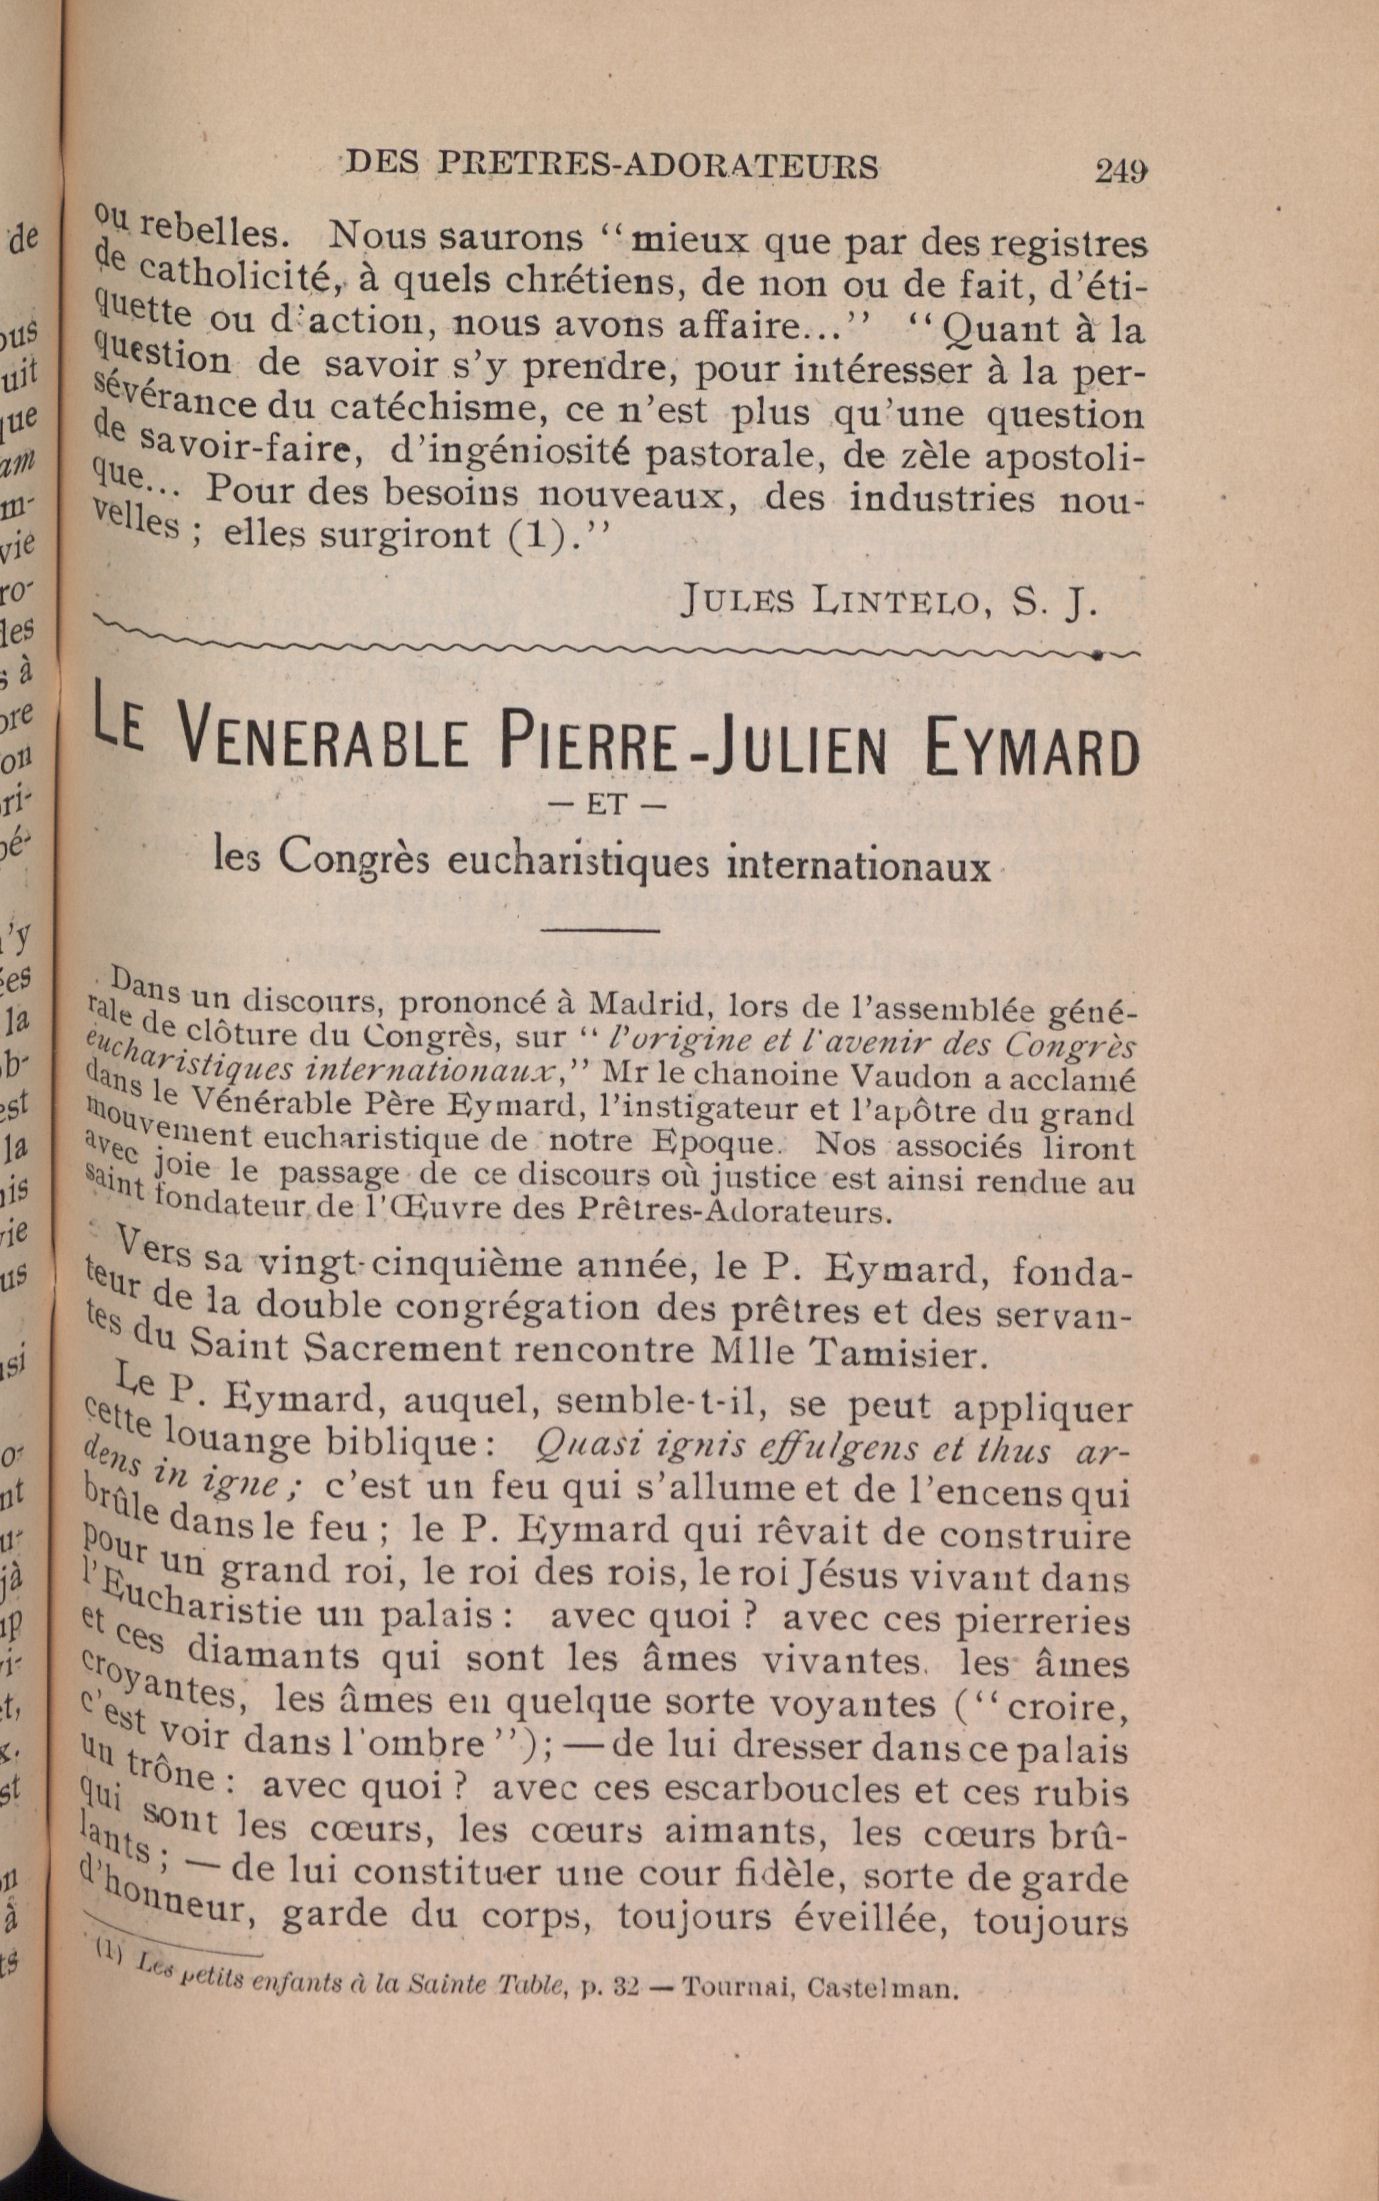 DES PRETRES-ADORATEURS 249
ou rebelles. Nous saurons “mieux que par des registres
de catholicité, à quels chrétiens, de non ou de fait, d’éti-
quette ou d’action, nous avons affaire...” “Quant à la
question de savoir s’y prendre, pour intéresser à la per-
sévérance du catéchisme, ce n’est plus qu’une question
de savoir-faire, d’ingéniosité pastorale, de zèle apostoli-
que... Pour des besoins nouveaux, des industries nou-
velles ; elles surgiront (1).”
JULES LINTELO, S. J.
LE VENERABLE PIERRE-JULIEN EYMARD
— ET —
les Congrès eucharistiques internationaux
Dans un discours, prononcé à Madrid, lors de l’assemblée géné-
rale de clôture du Congrès, sur “ l’origine et l’avenir des Congrès
eucharistiques internationaux,” Mr le chanoine Vaudon a acclamé
dans le Vénérable Père Eymard, l’instigateur et l’apôtre du grand
mouvement eucharistique de notre Epoque. Nos associés liront
avec joie le passage de ce discours où justice est ainsi rendue au
saint fondateur de l’Œuvre des Prêtres-Adorateurs.
Vers sa vingt-cinquième année, le P. Eymard, fonda-
teur de la double congrégation des prêtres et des servan-
tes du Saint Sacrement rencontre Mlle Tamisier.
Le P. Eymard, auquel, semble-t-il, se peut appliquer
cette louange biblique : Quasi ignis effulgens et thus ar-
dens in igne ; c’est un feu qui s’allume et de l’encens qui
brûle dans le feu ; le P. Eymard qui rêvait de construire
pour un grand roi, le roi des rois, le roi Jésus vivant dans
l’Eucharistie un palais : avec quoi ? avec ces pierreries
et ces diamants qui sont les âmes vivantes. les âmes
croyantes, les âmes en quelque sorte voyantes (“croire,
c’est voir dans l’ombre”); — de lui dresser dans ce palais
un trône : avec quoi ? avec ces escarboucles et ces rubis
qui sont les cœurs, les cœurs aimants, les cœurs brû-
lants ; — de lui constituer une cour fidèle, sorte de garde
d’honneur, garde du corps, toujours éveillée, toujours
(1) Les petits enfants à la Sainte Table, p. 32 — Tournai, Castelman.